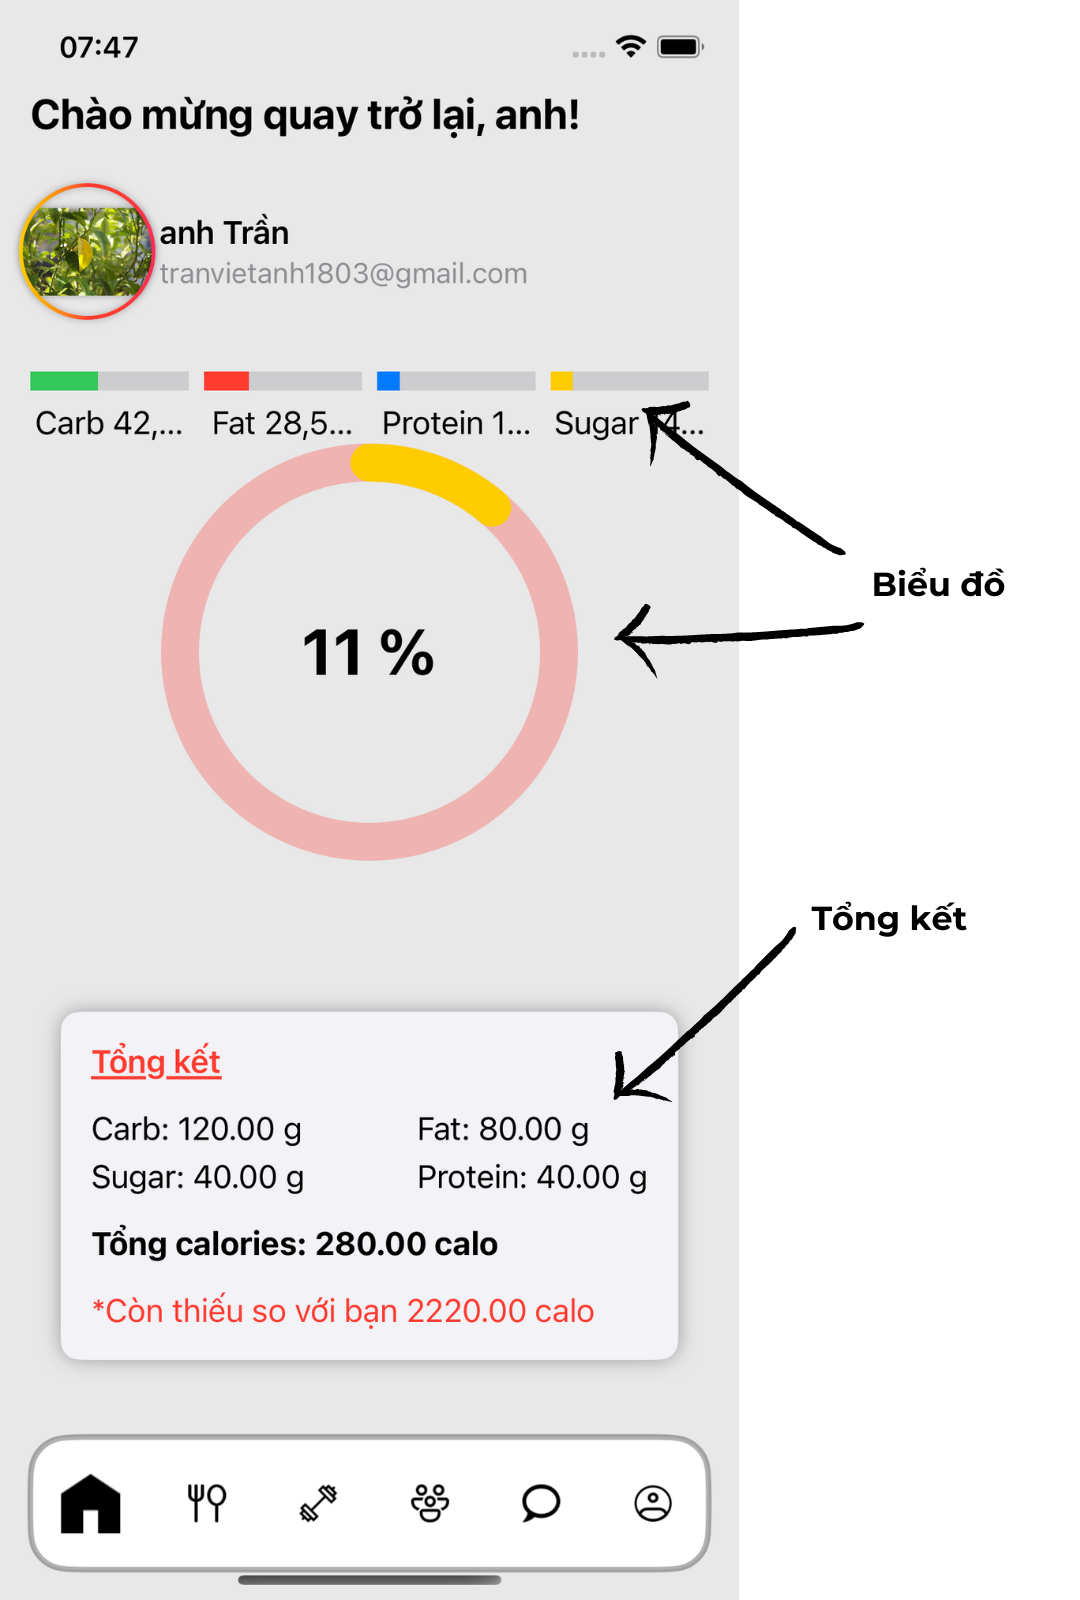 07:47
Chào mừng quay trở lại, anh!
anh Trần
tranvietanh1803@gmail.com
Carb 42,... Fat 28,5... Protein 1... Sugar 4...
11 %
Biểu đồ
Tổng kết
Tổng kết
Carb: 120.00 g Fat: 80.00 g
Sugar: 40.00 g Protein: 40.00 g
Tổng calories: 280.00 calo
*Còn thiếu so với bạn 2220.00 calo